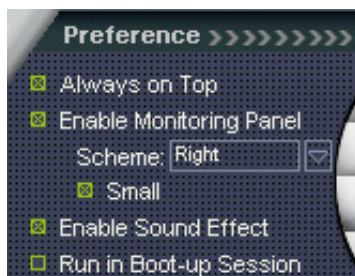 Preference >>>>>>>>>
Always on Top
Enable Monitoring Panel
Scheme: Right
Small
Enable Sound Effect
Run in Boot-up Session